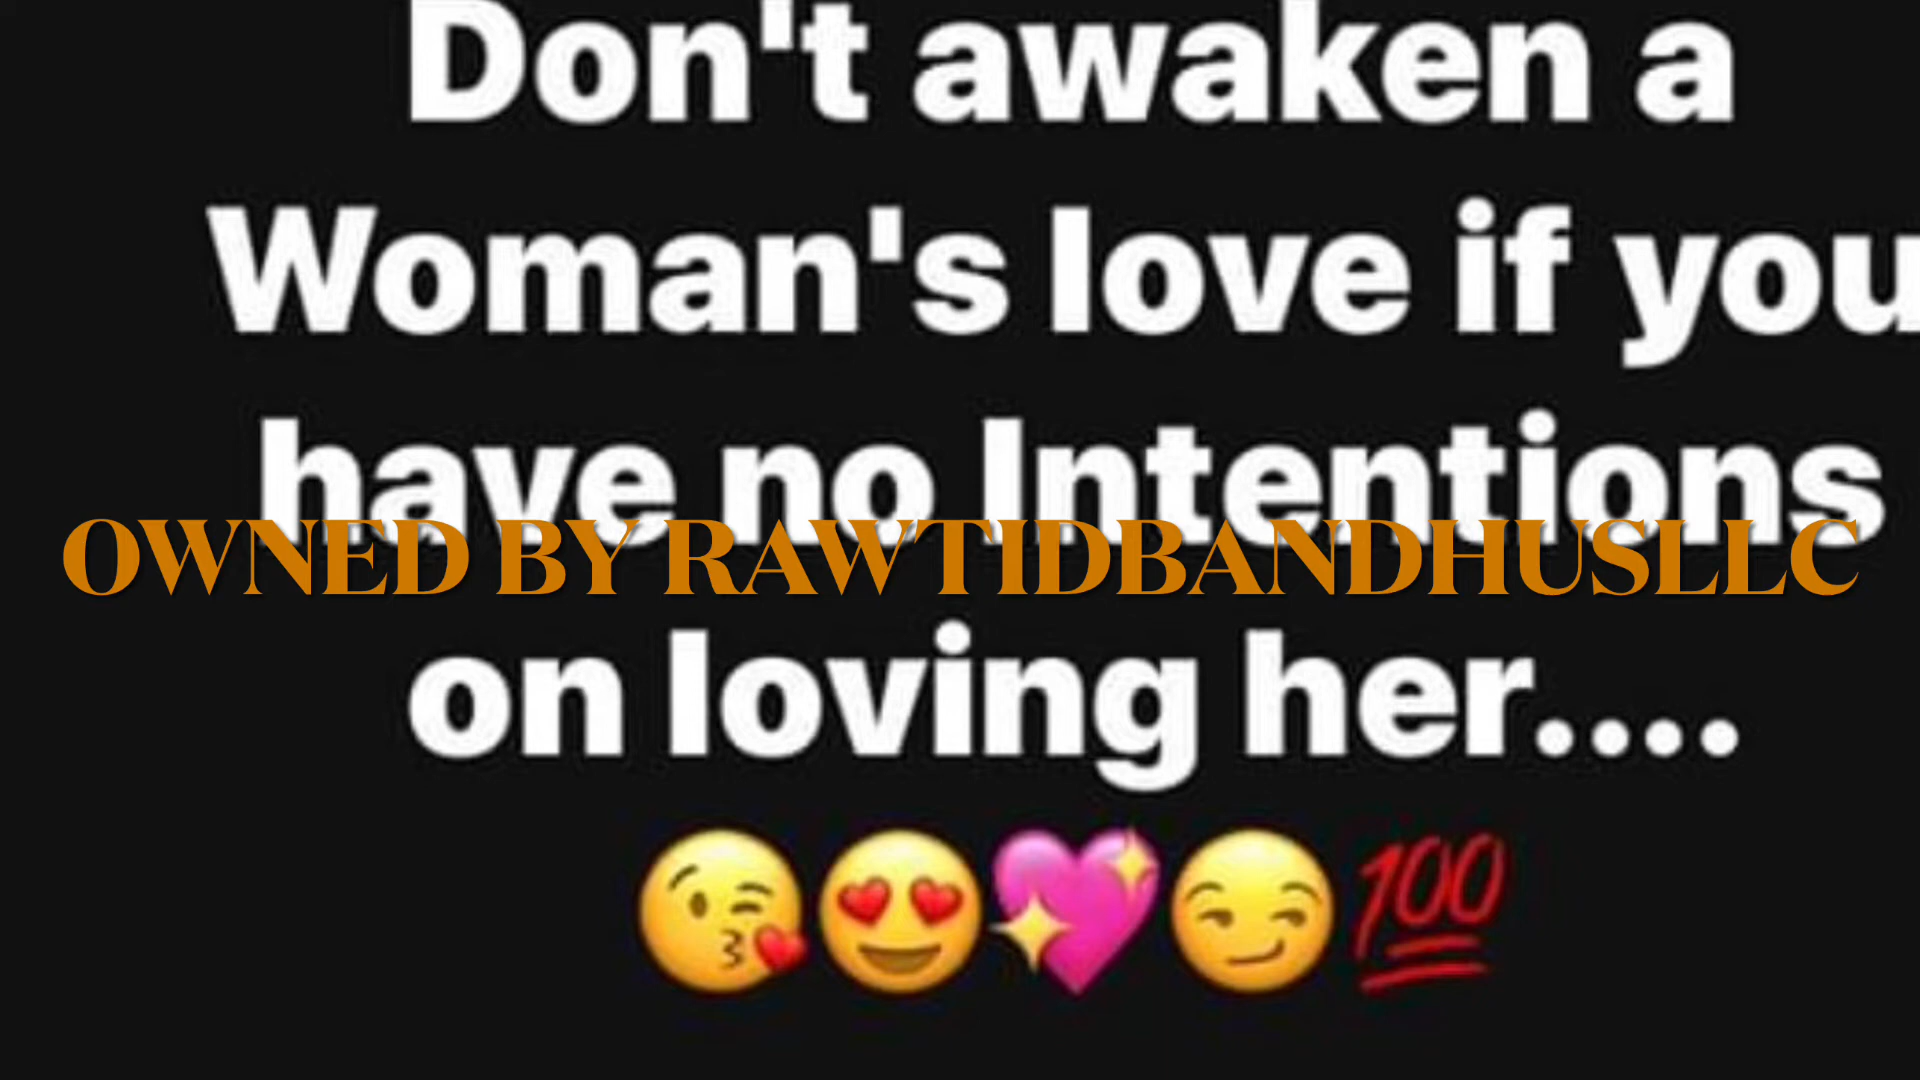 Don't awaken a
Woman's love if you
have no Intentions
OWNED BY RAWTIDBANDHUSLLC
on loving her....
😘😍💖😏💯